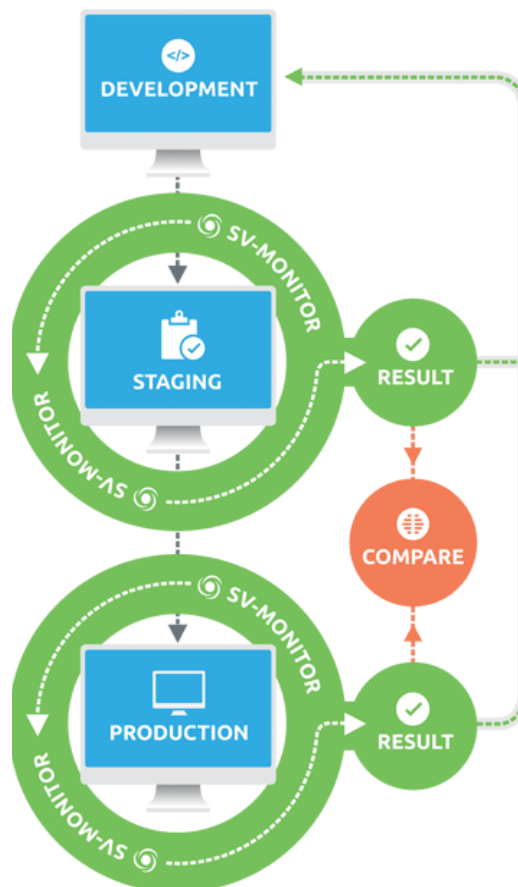 </>
DEVELOPMENT
SV-MONITOR
STAGING
RESULT
SV-MONITOR
COMPARE
SV-MONITOR
PRODUCTION
RESULT
SV-MONITOR